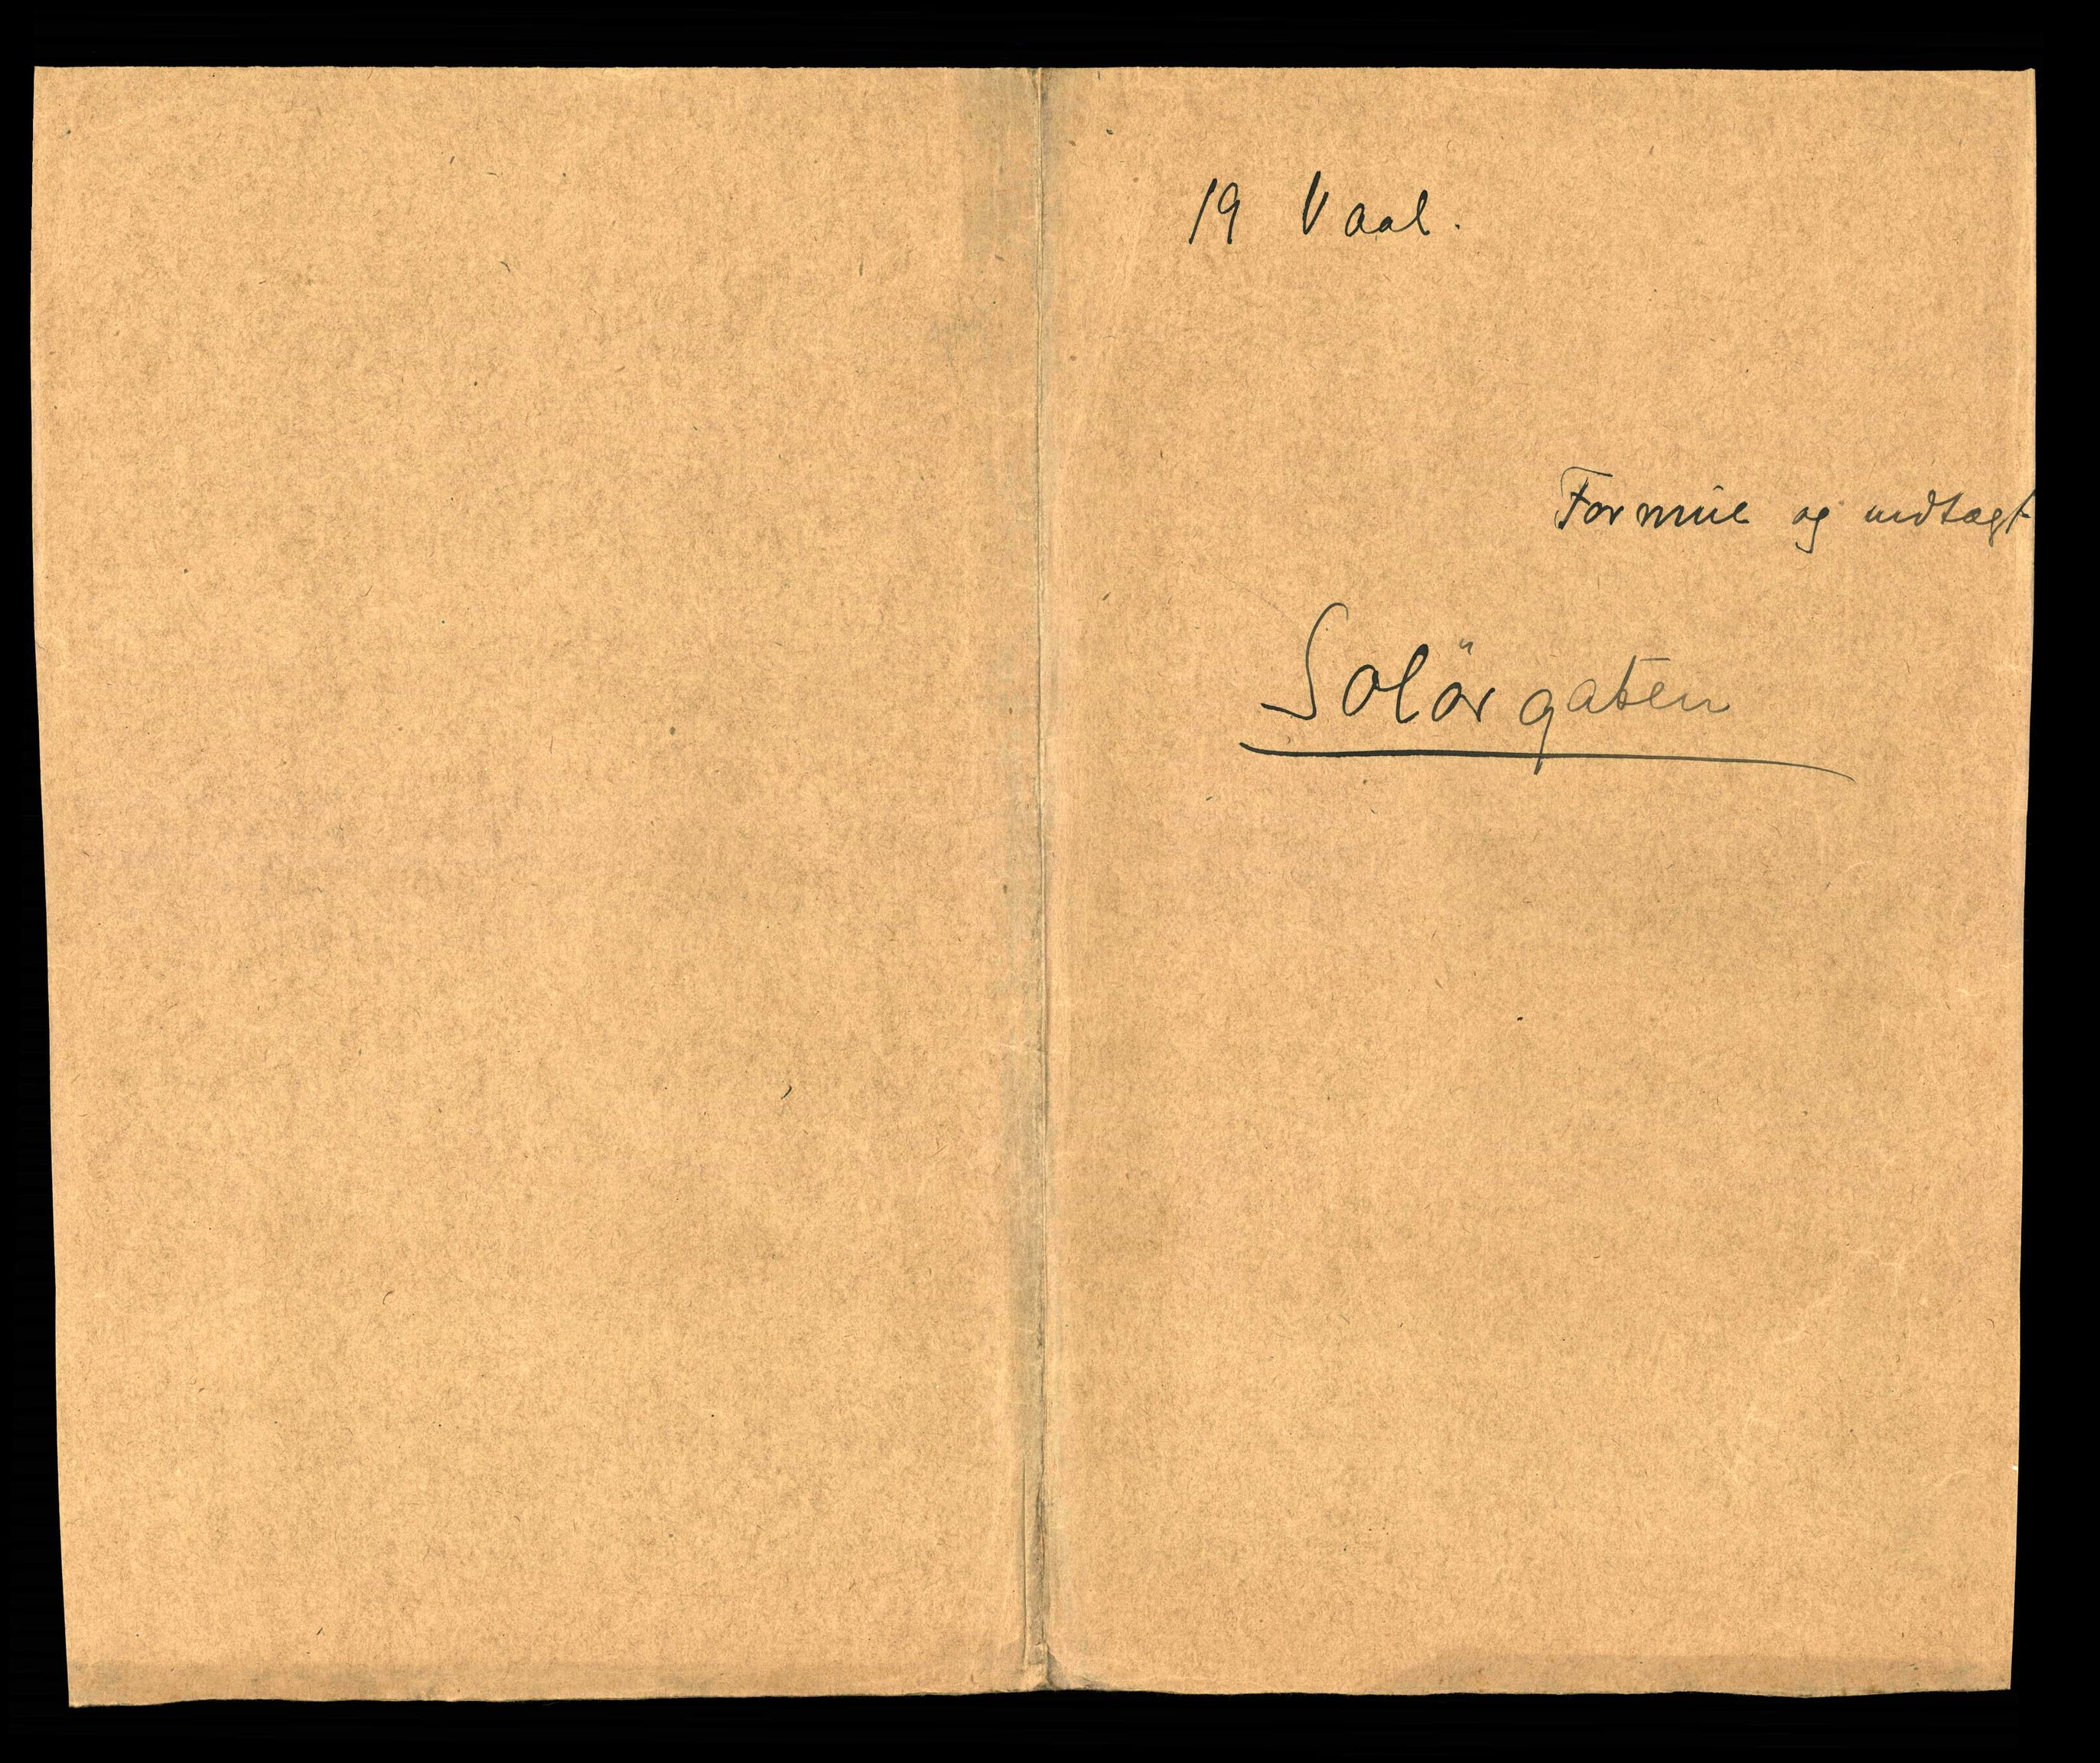 19 Vaal.
Formue og indtægt
Solörgaten